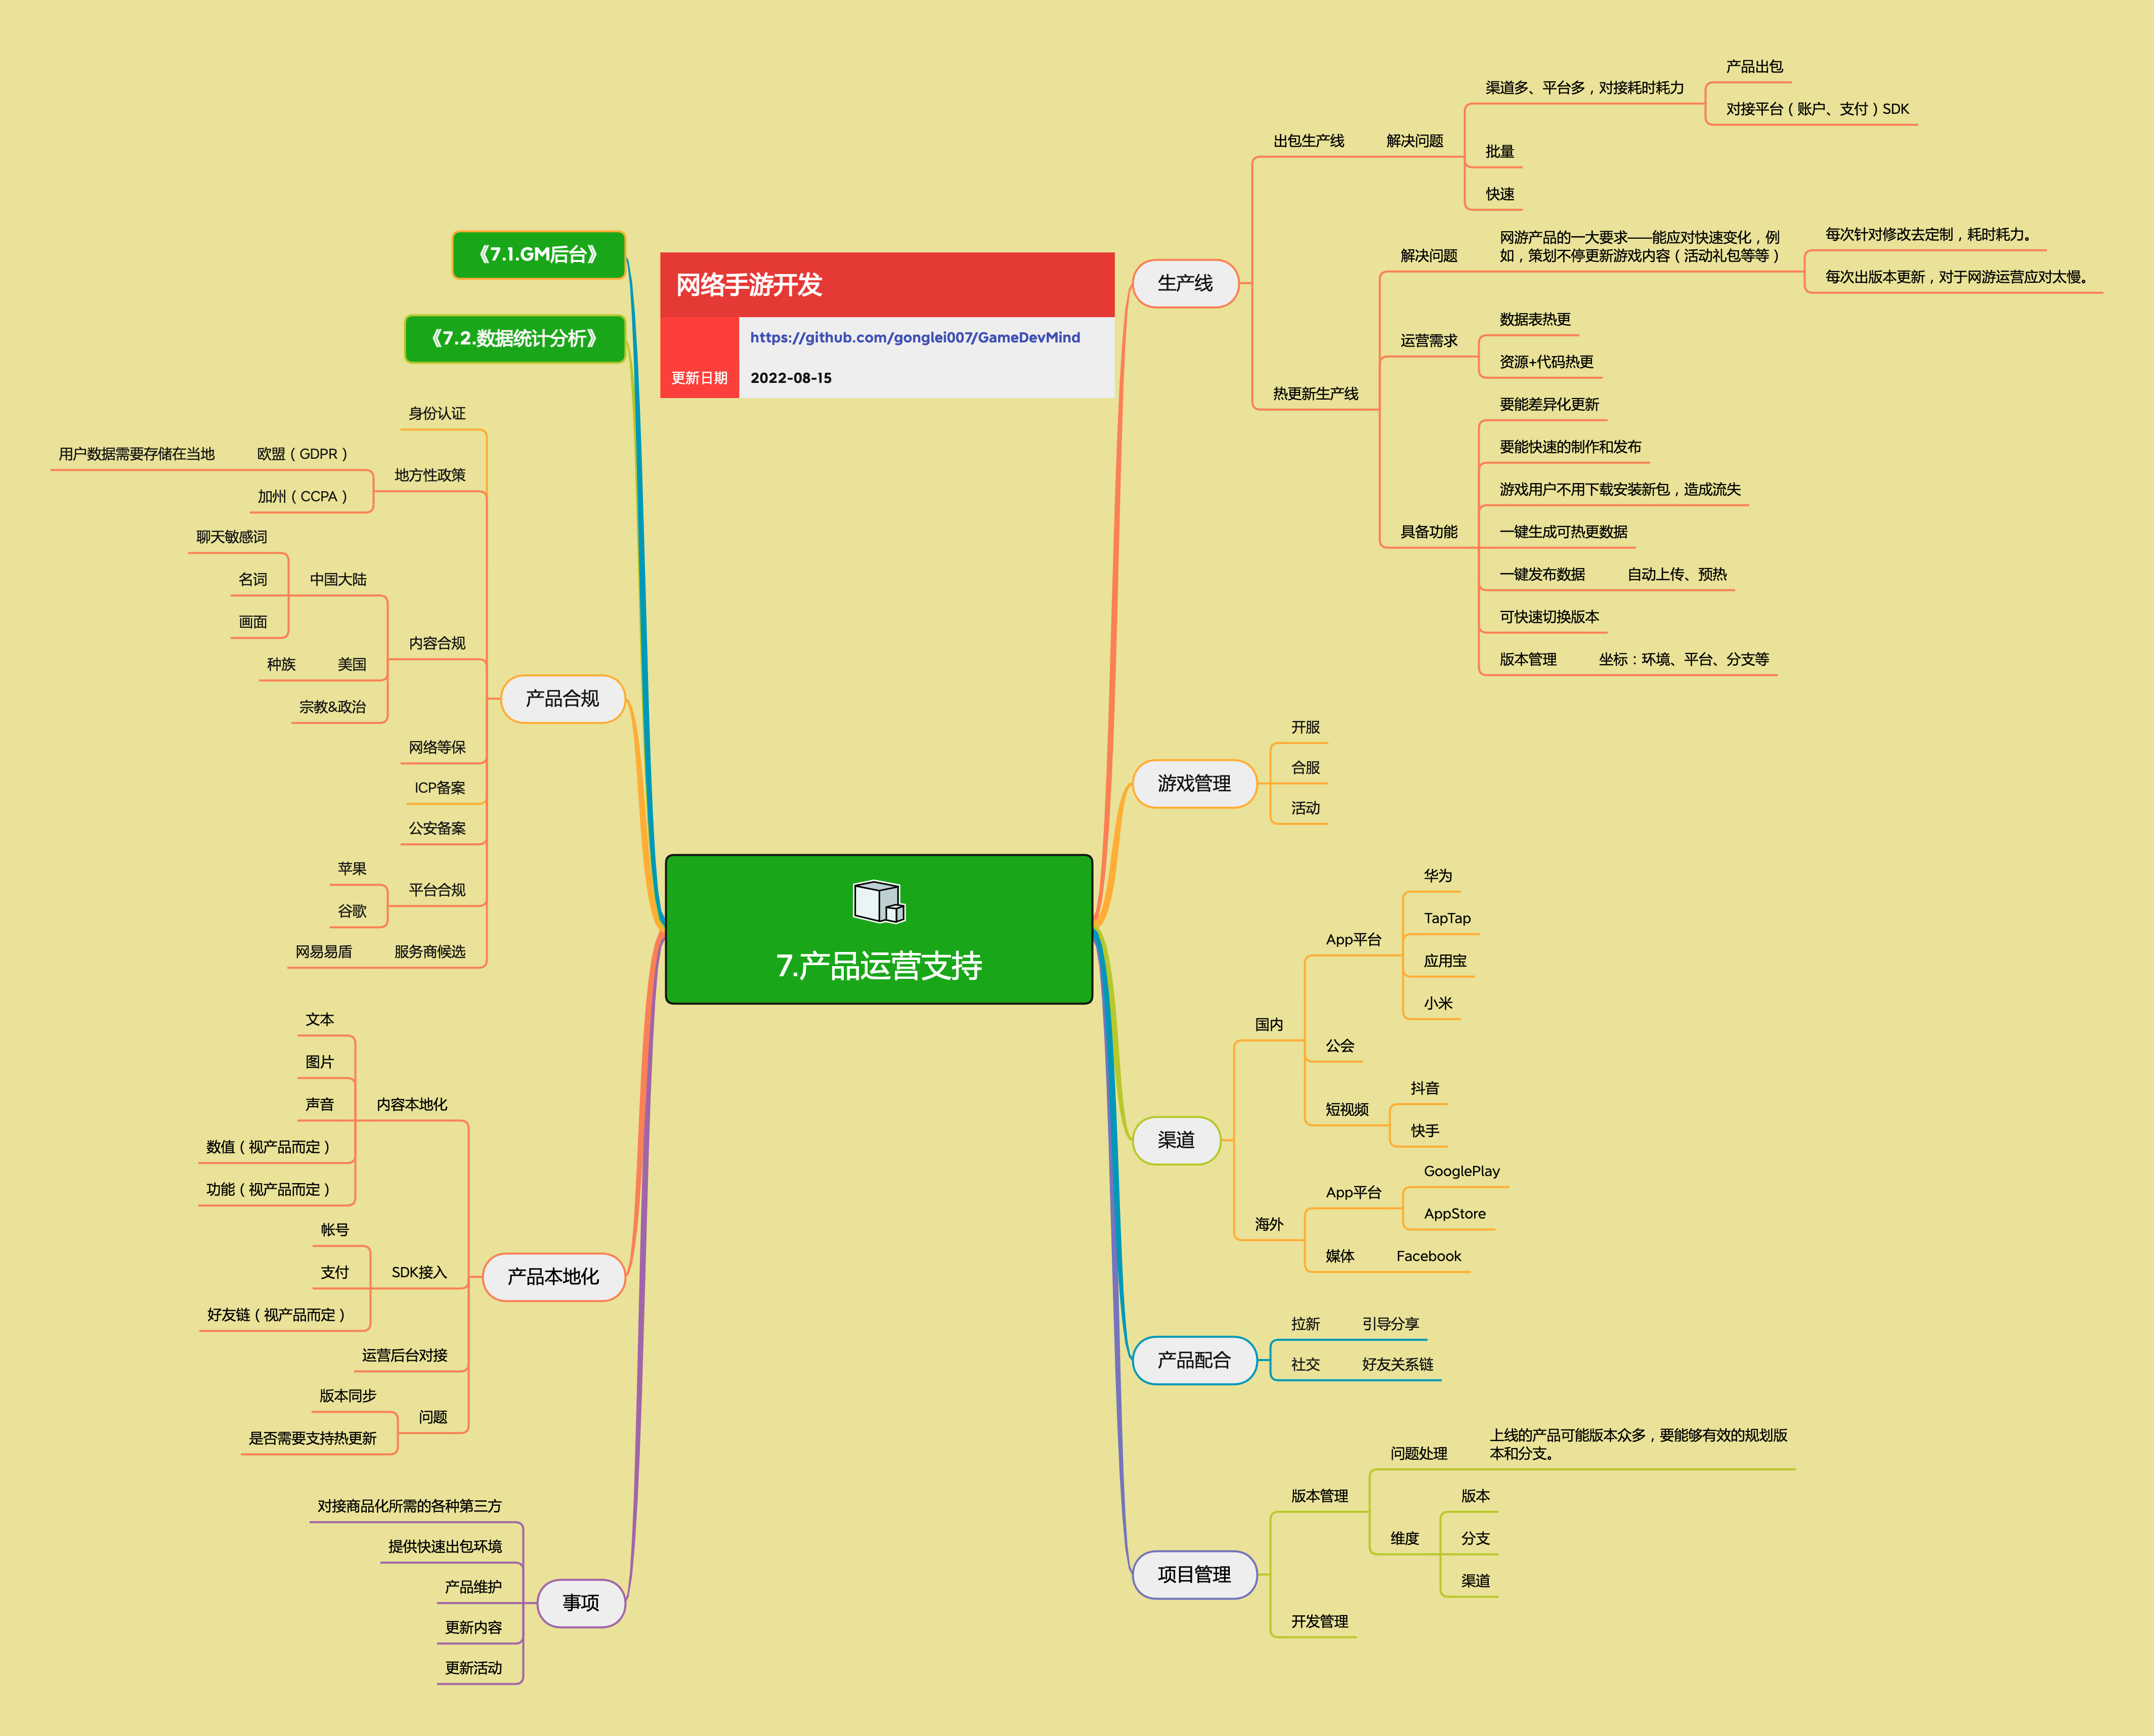 网络手游开发
https://github.com/gonglei007/GameDevMind
更新日期
2022-08-15
7.产品运营支持
生产线
出包生产线
解决问题
渠道多、平台多，对接耗时耗力
产品出包
对接平台（账户、支付）SDK
批量
快速
热更新生产线
解决问题
网游产品的一大要求——能应对快速变化，例
如，策划不停更新游戏内容（活动礼包等等）
每次针对修改去定制，耗时耗力。
每次出版本更新，对于网游运营应对太慢。
运营需求
数据表热更
资源+代码热更
具备功能
要能差异化更新
要能快速的制作和发布
游戏用户不用下载安装新包，造成流失
一键生成可热更数据
一键发布数据
自动上传、预热
可快速切换版本
版本管理
坐标：环境、平台、分支等
游戏管理
开服
合服
活动
渠道
国内
App平台
华为
TapTap
应用宝
小米
公会
短视频
抖音
快手
海外
App平台
GooglePlay
AppStore
媒体
Facebook
产品配合
拉新
引导分享
社交
好友关系链
项目管理
版本管理
问题处理
上线的产品可能版本众多，要能够有效的规划版
本和分支。
维度
版本
分支
渠道
开发管理
《7.1.GM后台》
《7.2.数据统计分析》
产品合规
身份认证
地方性政策
欧盟（GDPR）
用户数据需要存储在当地
加州（CCPA）
内容合规
中国大陆
聊天敏感词
名词
画面
美国
种族
宗教&政治
网络等保
ICP备案
公安备案
平台合规
苹果
谷歌
服务商候选
网易易盾
产品本地化
内容本地化
文本
图片
声音
数值（视产品而定）
功能（视产品而定）
SDK接入
帐号
支付
好友链（视产品而定）
运营后台对接
问题
版本同步
是否需要支持热更新
事项
对接商品化所需的各种第三方
提供快速出包环境
产品维护
更新内容
更新活动